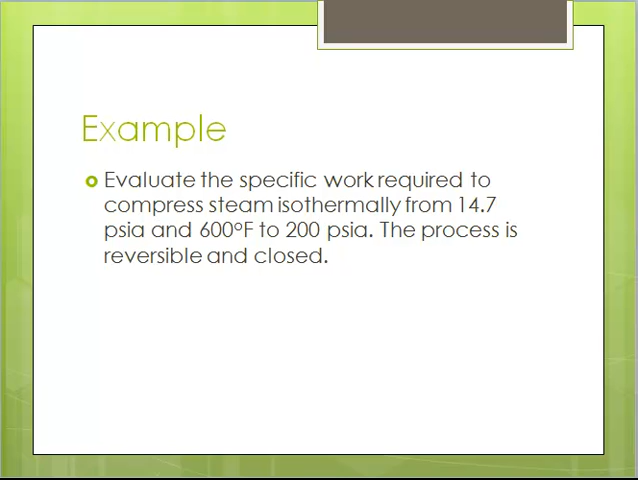 Example
Evaluate the specific work required to
compress steam isothermally from 14.7
psia and 600°F to 200 psia. The process is
reversible and closed.